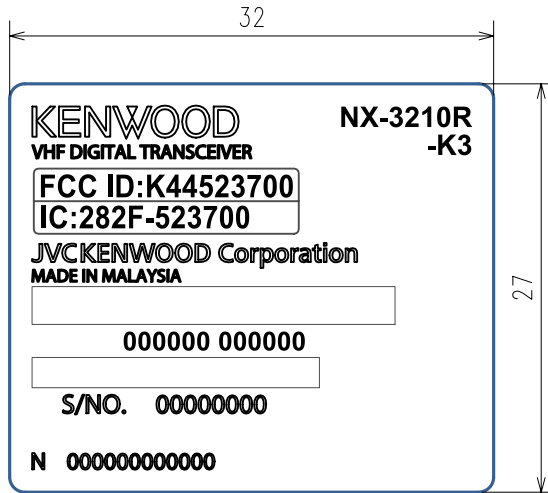 32
KENWOOD
NX-3210R
-K3
VHF DIGITAL TRANSCEIVER
FCC ID:K44523700
IC:282F-523700
JVCKENWOOD Corporation
MADE IN MALAYSIA
27
000000 000000
S/NO. 00000000
N 000000000000